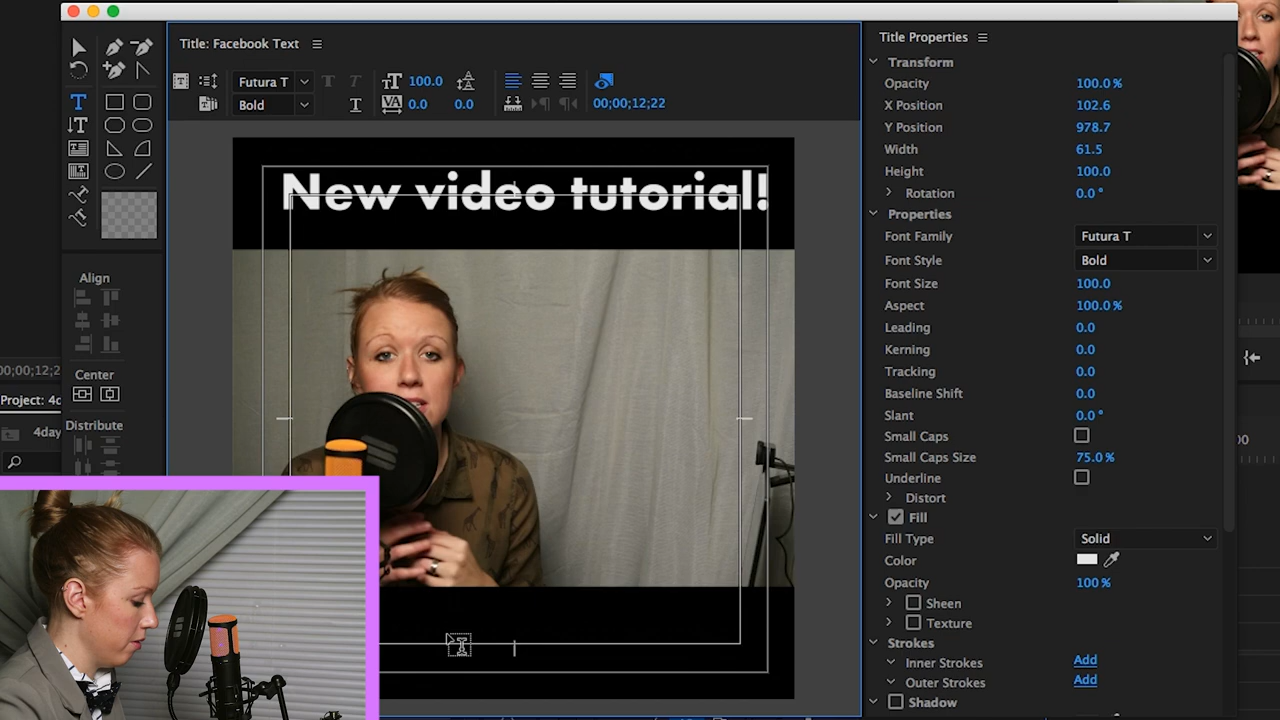 Title: Facebook Text
Futura T
100.0
Bold
0.0
0.0
00;00;12;22
New video tutorial!
Title Properties
Transform
Opacity 100.0 %
X Position 102.6
Y Position 978.7
Width 61.5
Height 100.0
Rotation 0.0 °
Properties
Font Family Futura T
Font Style Bold
Font Size 100.0
Aspect 100.0 %
Leading 0.0
Kerning 0.0
Tracking 0.0
Baseline Shift 0.0
Slant 0.0 °
Small Caps
Small Caps Size 75.0 %
Underline
Distort
Fill
Fill Type Solid
Color
Opacity 100 %
Sheen
Texture
Strokes
Inner Strokes Add
Outer Strokes Add
Shadow
Align
Center
Distribute
00;00;12;2
Project: 4d
4day
00